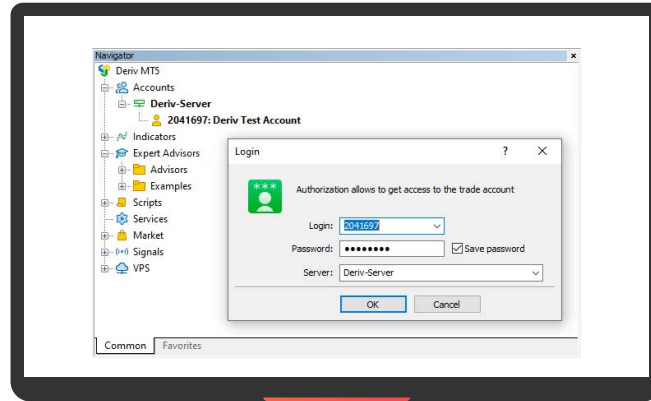 Navigator
Deriv MT5
Accounts
Deriv-Server
2041697: Deriv Test Account
Indicators
Expert Advisors
Advisors
Examples
Scripts
Services
Market
Signals
VPS
Login
Authorization allows to get access to the trade account
Login: 2041697
Password: ●●●●●●●● Save password
Server: Deriv-Server
OK Cancel
Common Favorites